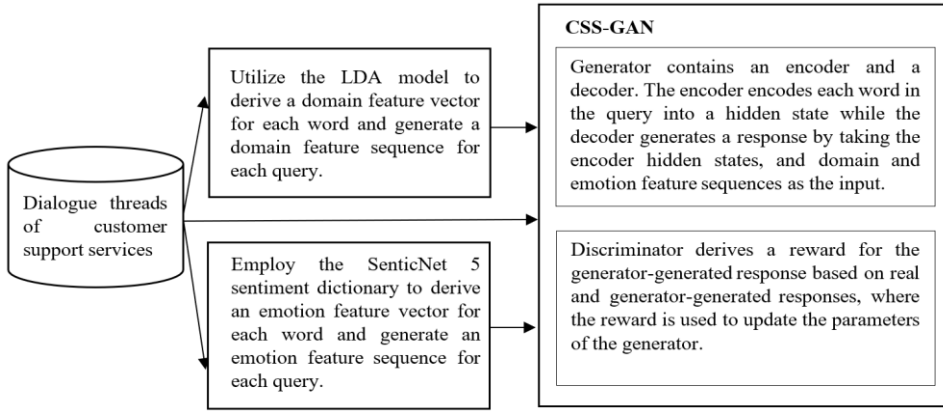 Dialogue threads
of customer
support services
Utilize the LDA model to
derive a domain feature vector
for each word and generate a
domain feature sequence for
each query.
Employ the SenticNet 5
sentiment dictionary to derive
an emotion feature vector for
each word and generate an
emotion feature sequence for
each query.
CSS-GAN
Generator contains an encoder and a
decoder. The encoder encodes each word in
the query into a hidden state while the
decoder generates a response by taking the
encoder hidden states, and domain and
emotion feature sequences as the input.
Discriminator derives a reward for the
generator-generated response based on real
and generator-generated responses, where
the reward is used to update the parameters
of the generator.